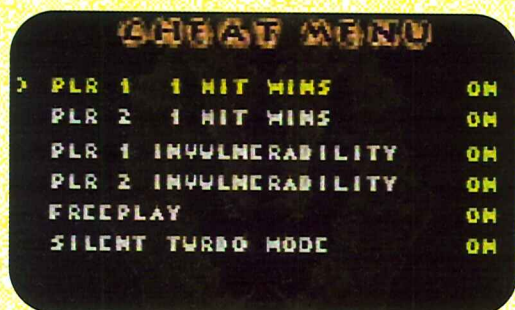 CHEAT MENU
PLR 1 1 HIT WINS ON
PLR 2 1 HIT WINS ON
PLR 1 INVULNERABILITY ON
PLR 2 INVULNERABILITY ON
FREEPLAY ON
SILENT TURBO MODE ON